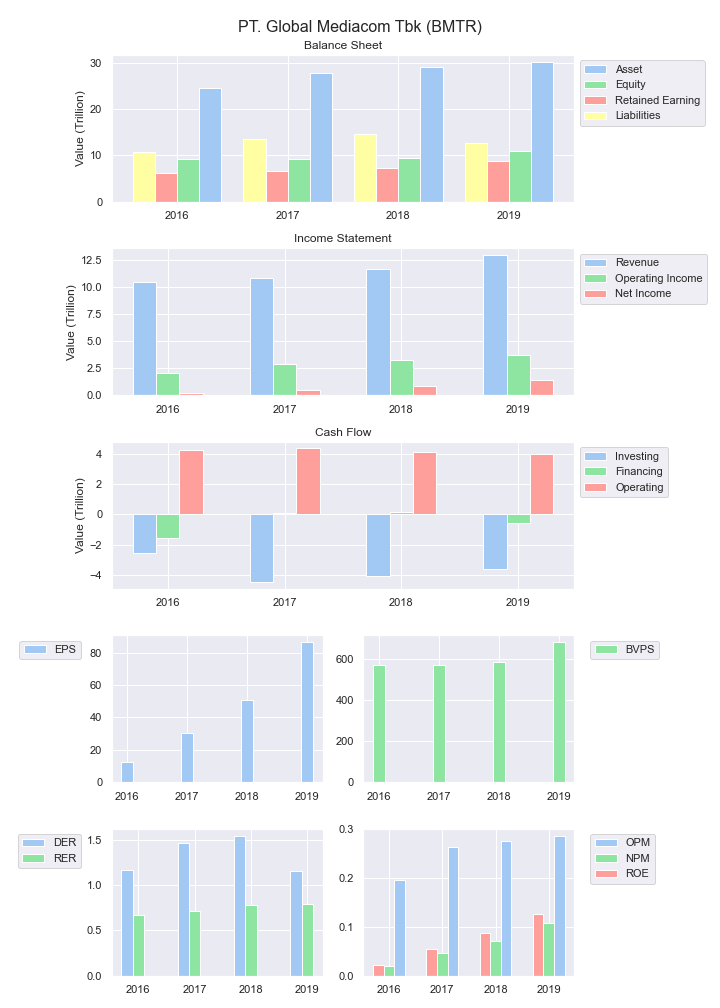 PT. Global Mediacom Tbk (BMTR)
Balance Sheet
Value (Trillion)
30
20
10
0
2016 2017 2018 2019
Asset
Equity
Retained Earning
Liabilities
Income Statement
Value (Trillion)
12.5
10.0
7.5
5.0
2.5
0.0
2016 2017 2018 2019
Revenue
Operating Income
Net Income
Cash Flow
Value (Trillion)
4
2
0
−2
−4
2016 2017 2018 2019
Investing
Financing
Operating
EPS
80
60
40
20
0
2016 2017 2018 2019
600
400
200
0
2016 2017 2018 2019
BVPS
DER
RER
1.5
1.0
0.5
0.0
2016 2017 2018 2019
0.3
0.2
0.1
0.0
2016 2017 2018 2019
OPM
NPM
ROE